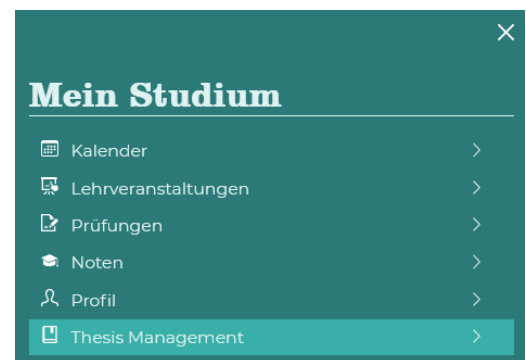 Mein Studium
Kalender
Lehrveranstaltungen
Prüfungen
Noten
Profil
Thesis Management